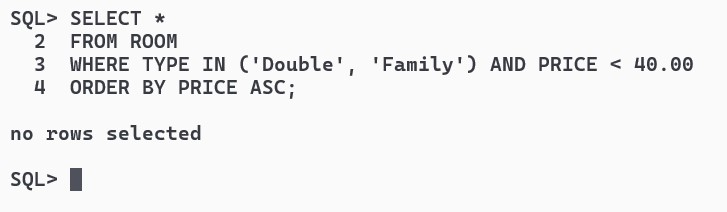 SQL> SELECT *
  2  FROM ROOM
  3  WHERE TYPE IN ('Double', 'Family') AND PRICE < 40.00
  4  ORDER BY PRICE ASC;
no rows selected
SQL>